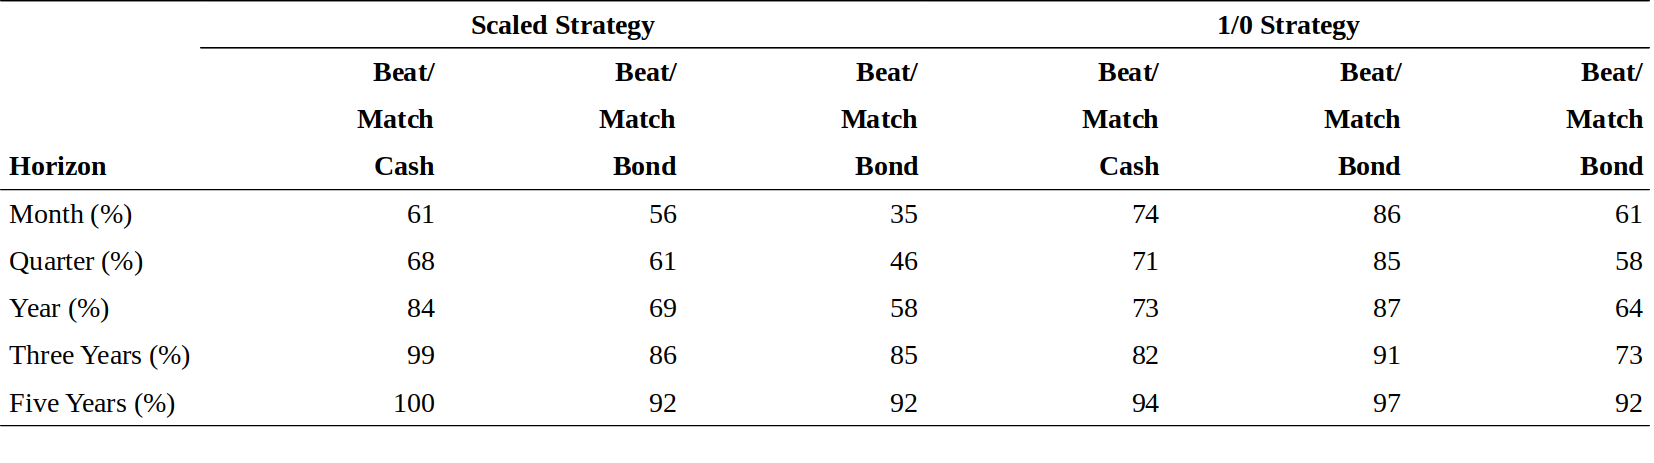 Scaled Strategy 1/0 Strategy
Beat/ Beat/ Beat/ Beat/ Beat/ Beat/
Match Match Match Match Match Match
Horizon Cash Bond Bond Cash Bond Bond
Month (%) 61 56 35 74 86 61
Quarter (%) 68 61 46 71 85 58
Year (%) 84 69 58 73 87 64
Three Years (%) 99 86 85 82 91 73
Five Years (%) 100 92 92 94 97 92